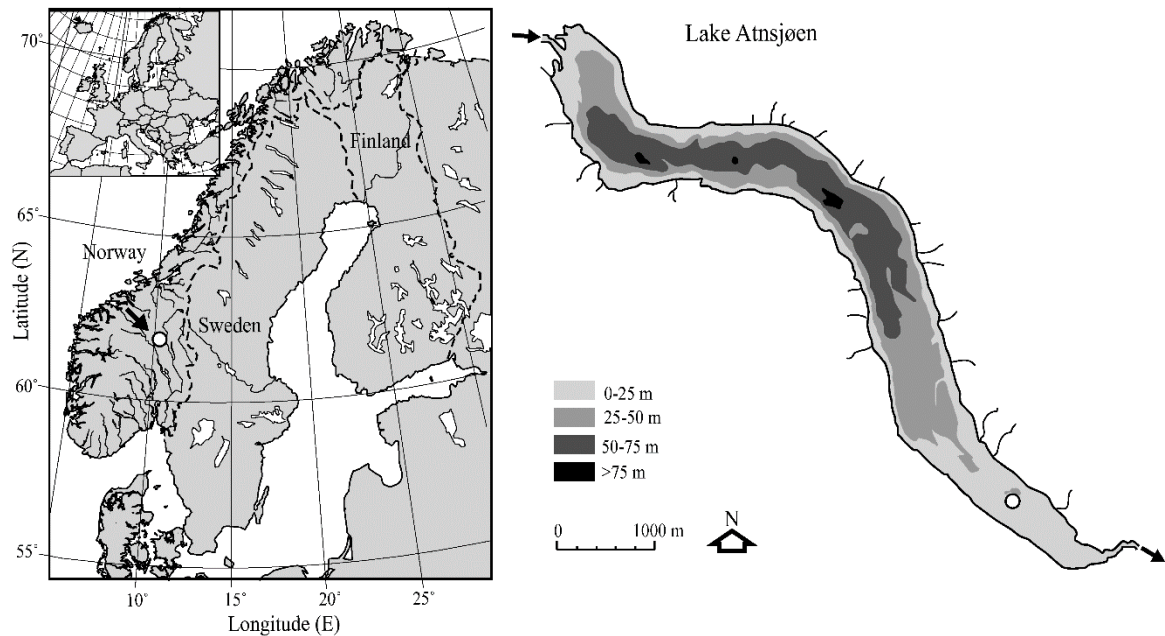 70°
65°
60°
55°
Latitude (N)
Norway
Sweden
Finland
10°
15°
20°
25°
Longitude (E)
Lake Atnsjøen
0-25 m
25-50 m
50-75 m
>75 m
0 1000 m
N